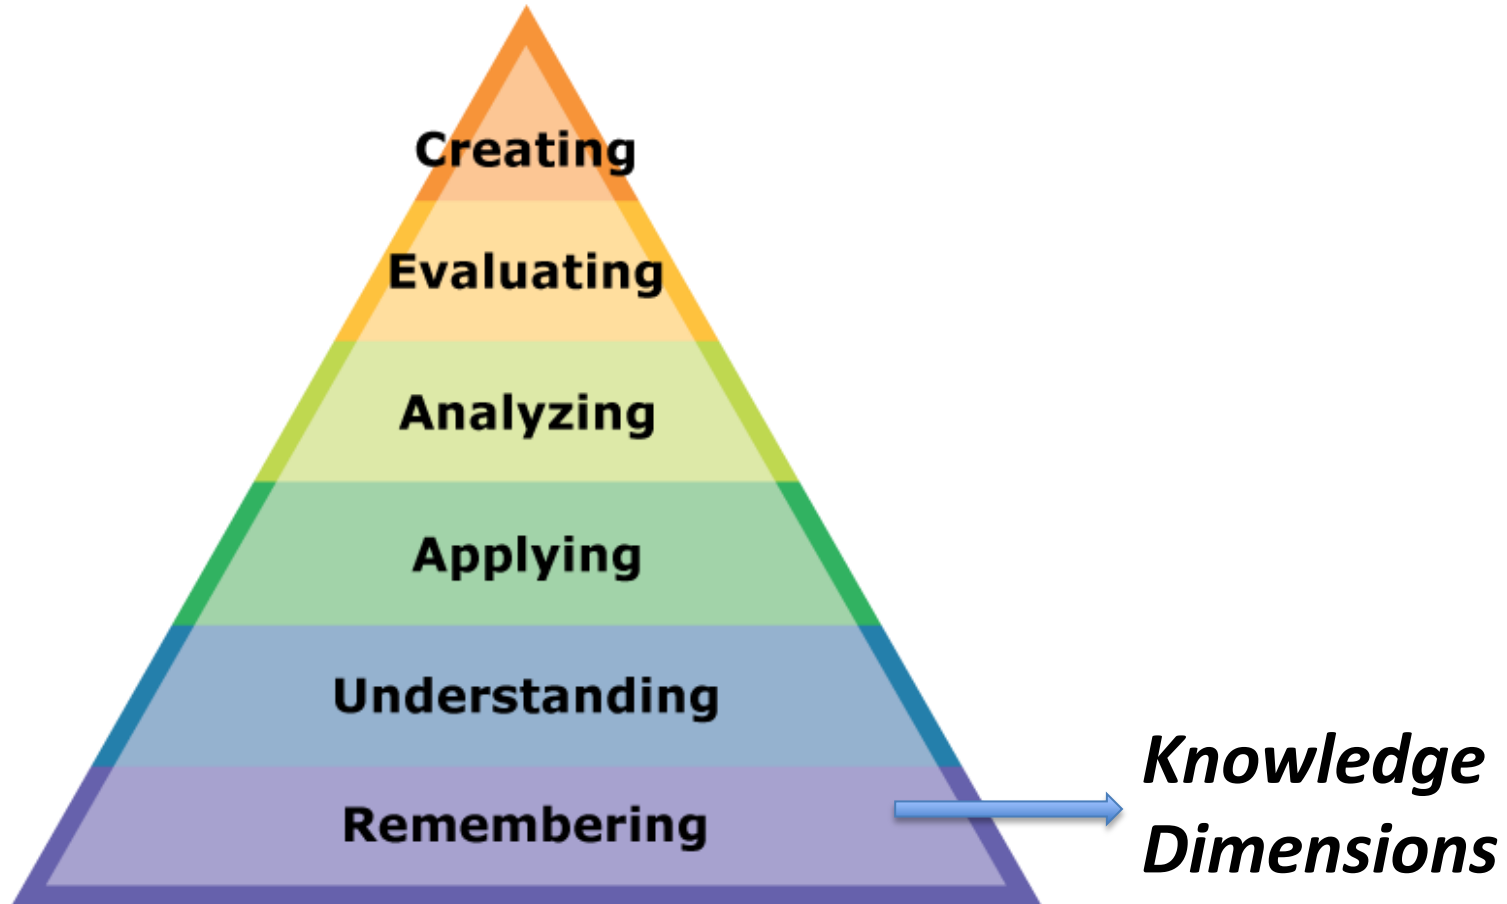 Creating
Evaluating
Analyzing
Applying
Understanding
Remembering
Knowledge
Dimensions